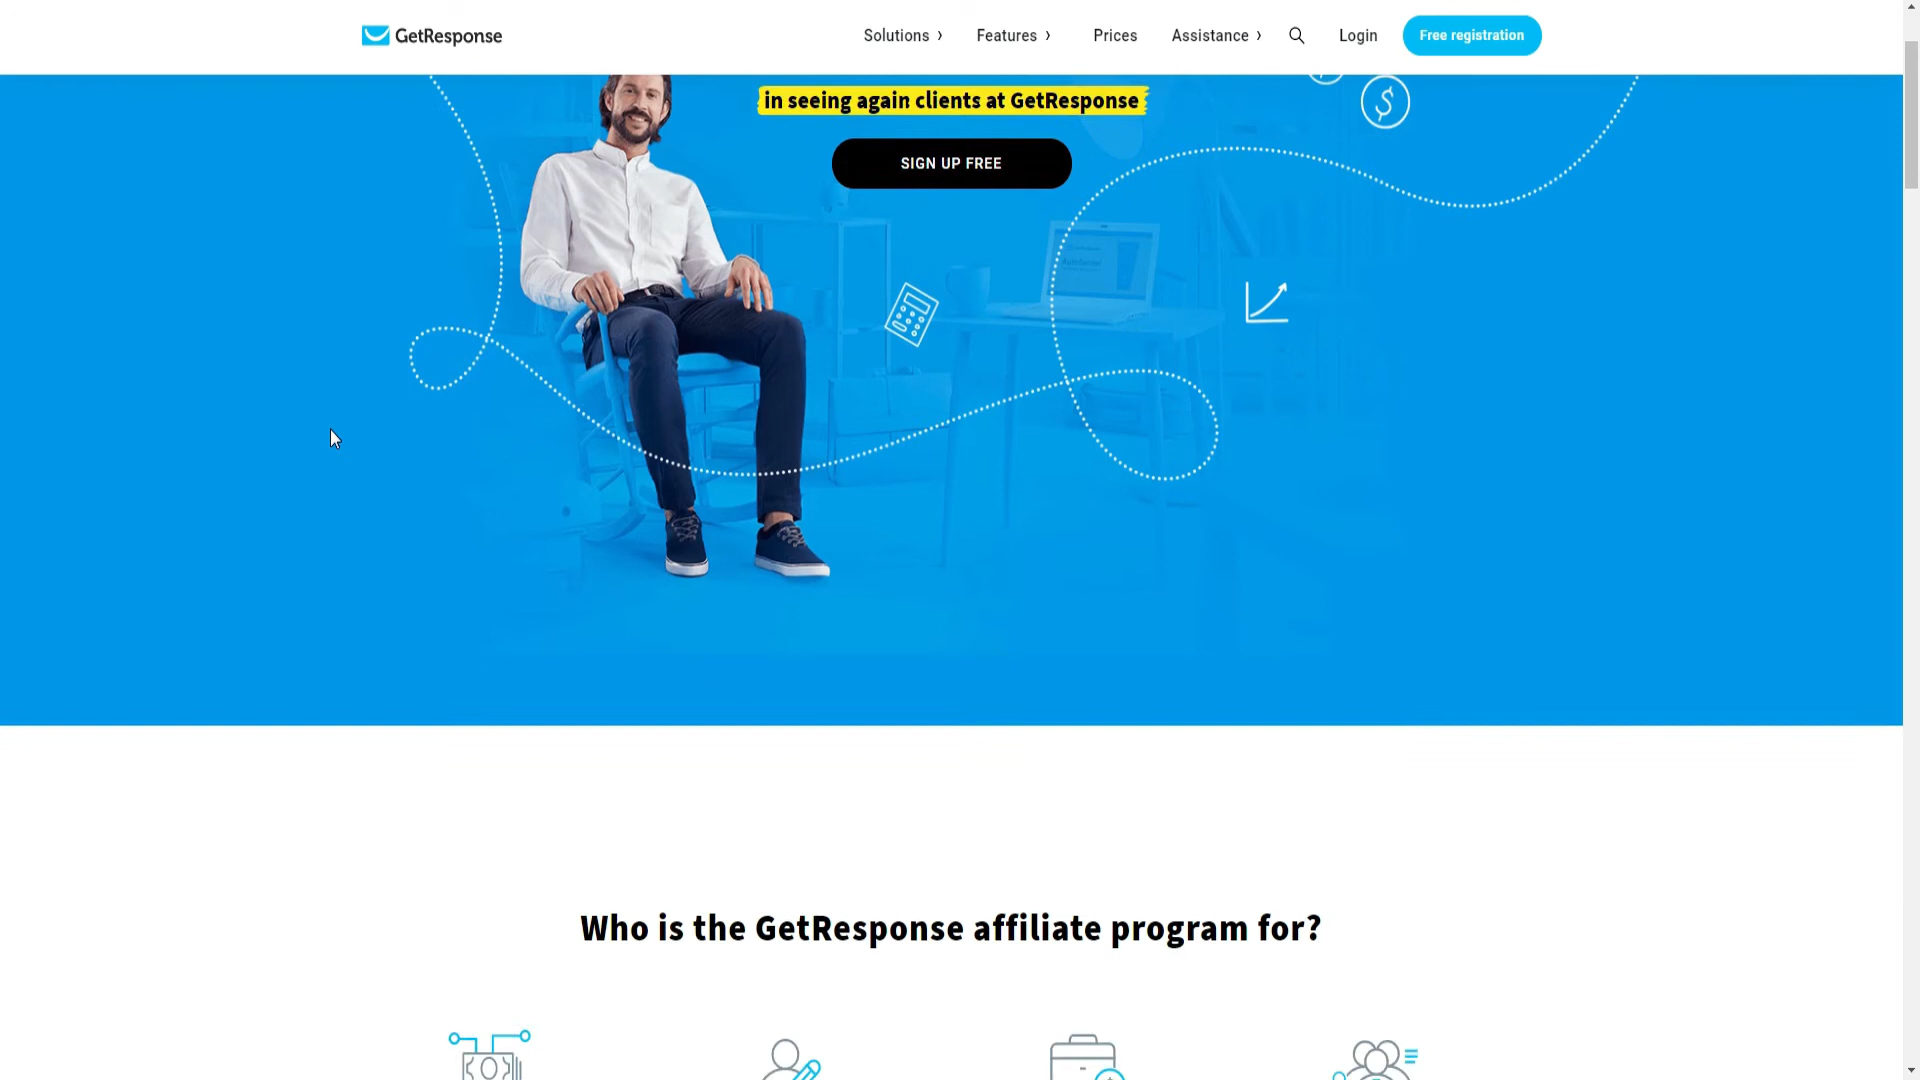 GetResponse
Solutions
Features
Prices
Assistance
Login
Free registration
in seeing again clients at GetResponse
SIGN UP FREE
$
Who is the GetResponse affiliate program for?